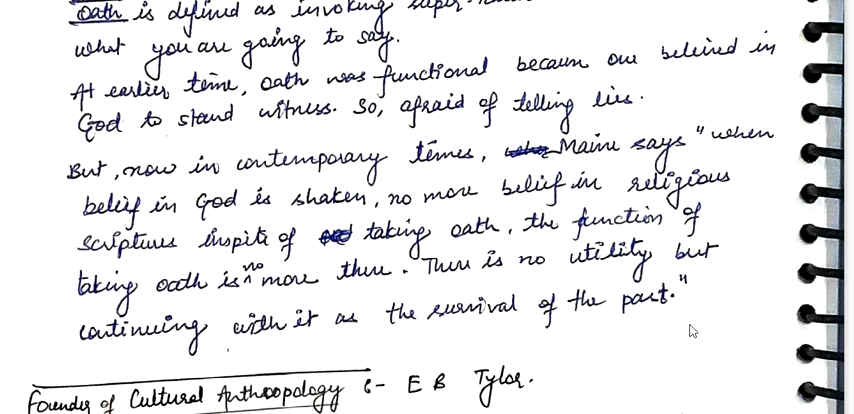 Oath is defined as invoking super-
what you are going to say.
At earlier time, oath was functional because one believed in
God to stand witness. So, afraid of telling lies.
But, now in contemporary times, Maine says "when
belief in God is shaken, no more belief in religious
scriptures inspite of taking oath, the function of
taking oath is no more there. There is no utility but
continuing with it as the survival of the past."
Founder of Cultural Anthropology :- E B Tylor.